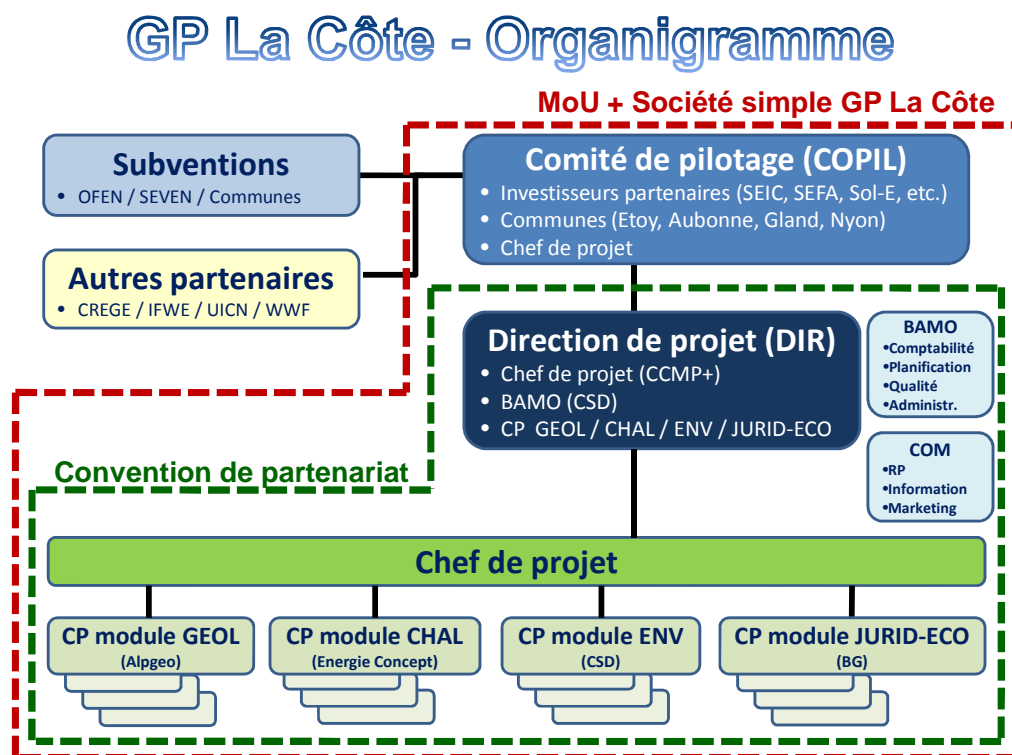 GP La Côte - Organigramme
MoU + Société simple GP La Côte
Subventions
• OFEN / SEVEN / Communes
Comité de pilotage (COPIL)
• Investisseurs partenaires (SEIC, SEFA, Sol-E, etc.)
• Communes (Etoy, Aubonne, Gland, Nyon)
• Chef de projet
Autres partenaires
• CREGE / IFWE / UICN / WWF
Direction de projet (DIR)
• Chef de projet (CCMP+)
• BAMO (CSD)
• CP GEOL / CHAL / ENV / JURID-ECO
BAMO
•Comptabilité
•Planification
•Qualité
•Administr.
COM
•RP
•Information
•Marketing
Convention de partenariat
Chef de projet
CP module GEOL
(Alpgeo)
CP module CHAL
(Energie Concept)
CP module ENV
(CSD)
CP module JURID-ECO
(BG)